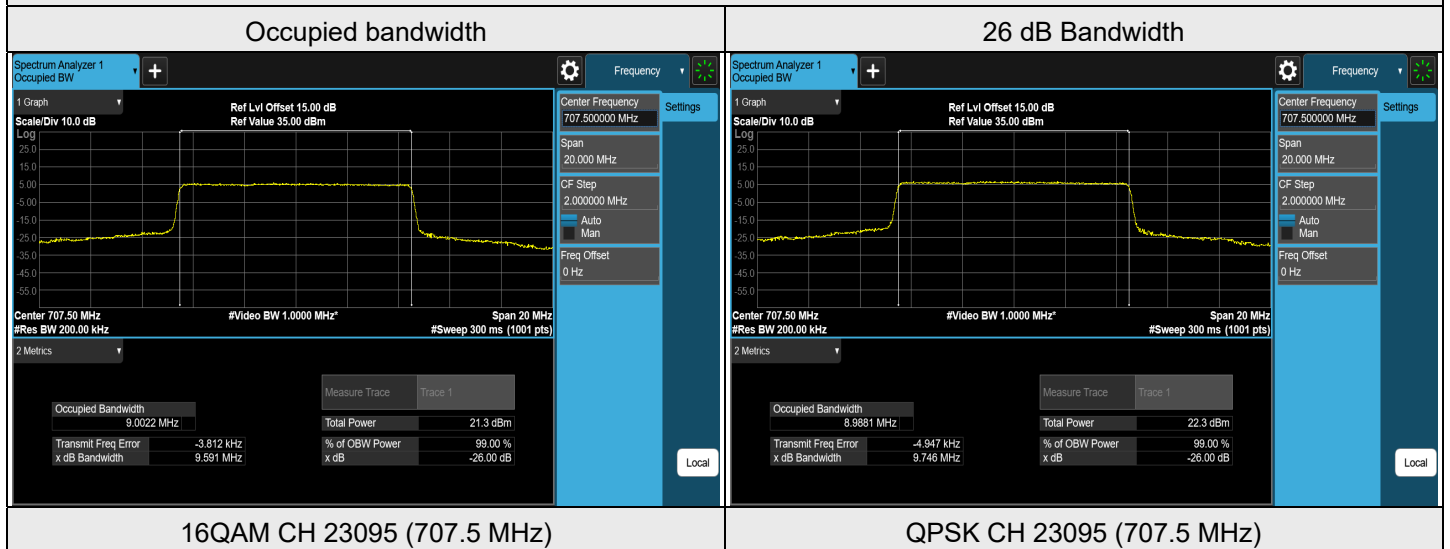 Occupied bandwidth
26 dB Bandwidth
Spectrum Analyzer 1
Occupied BW
+
Frequency
1 Graph
Scale/Div 10.0 dB
Ref Lvl Offset 15.00 dB
Ref Value 35.00 dBm
Log
25.0
15.0
5.00
-5.00
-15.0
-25.0
-35.0
-45.0
-55.0
Center 707.50 MHz
#Res BW 200.00 kHz
#Video BW 1.0000 MHz*
Span 20 MHz
#Sweep 300 ms (1001 pts)
Center Frequency
707.500000 MHz
Settings
Span
20.000 MHz
CF Step
2.000000 MHz
Auto
Man
Freq Offset
0 Hz
2 Metrics
Measure Trace Trace 1
Occupied Bandwidth
9.0022 MHz
Total Power 21.3 dBm
Transmit Freq Error -3.812 kHz
% of OBW Power 99.00 %
x dB Bandwidth 9.591 MHz
x dB -26.00 dB
Local
Spectrum Analyzer 1
Occupied BW
+
Frequency
1 Graph
Scale/Div 10.0 dB
Ref Lvl Offset 15.00 dB
Ref Value 35.00 dBm
Log
25.0
15.0
5.00
-5.00
-15.0
-25.0
-35.0
-45.0
-55.0
Center 707.50 MHz
#Res BW 200.00 kHz
#Video BW 1.0000 MHz*
Span 20 MHz
#Sweep 300 ms (1001 pts)
Center Frequency
707.500000 MHz
Settings
Span
20.000 MHz
CF Step
2.000000 MHz
Auto
Man
Freq Offset
0 Hz
2 Metrics
Measure Trace Trace 1
Occupied Bandwidth
8.9881 MHz
Total Power 22.3 dBm
Transmit Freq Error -4.947 kHz
% of OBW Power 99.00 %
x dB Bandwidth 9.746 MHz
x dB -26.00 dB
Local
16QAM CH 23095 (707.5 MHz)
QPSK CH 23095 (707.5 MHz)